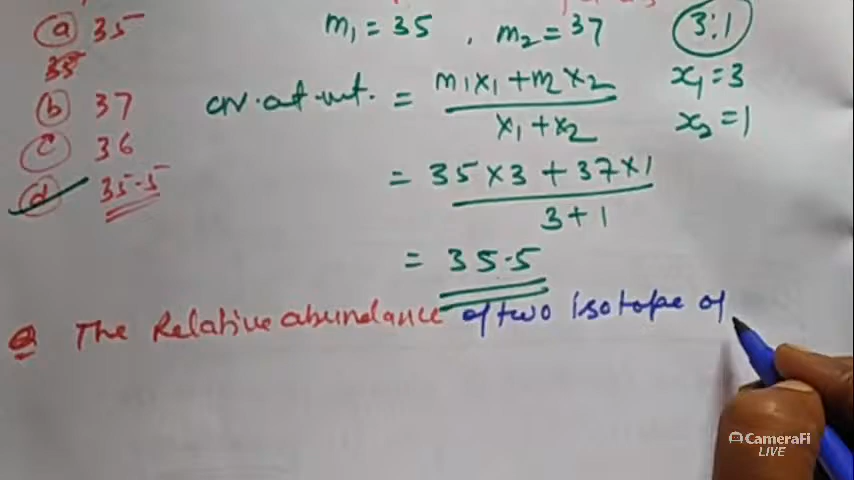 (a) 35 m₁ = 35 , m₂ = 37 3:1
35
(b) 37 av. at. wt. = m₁x₁ + m₂x₂ x₁ = 3
x₁ + x₂ x₂ = 1
(c) 36
(d) 35.5 = 35 × 3 + 37 × 1
3 + 1
= 35.5
Q The Relative abundance of two isotope of
CameraFi
LIVE